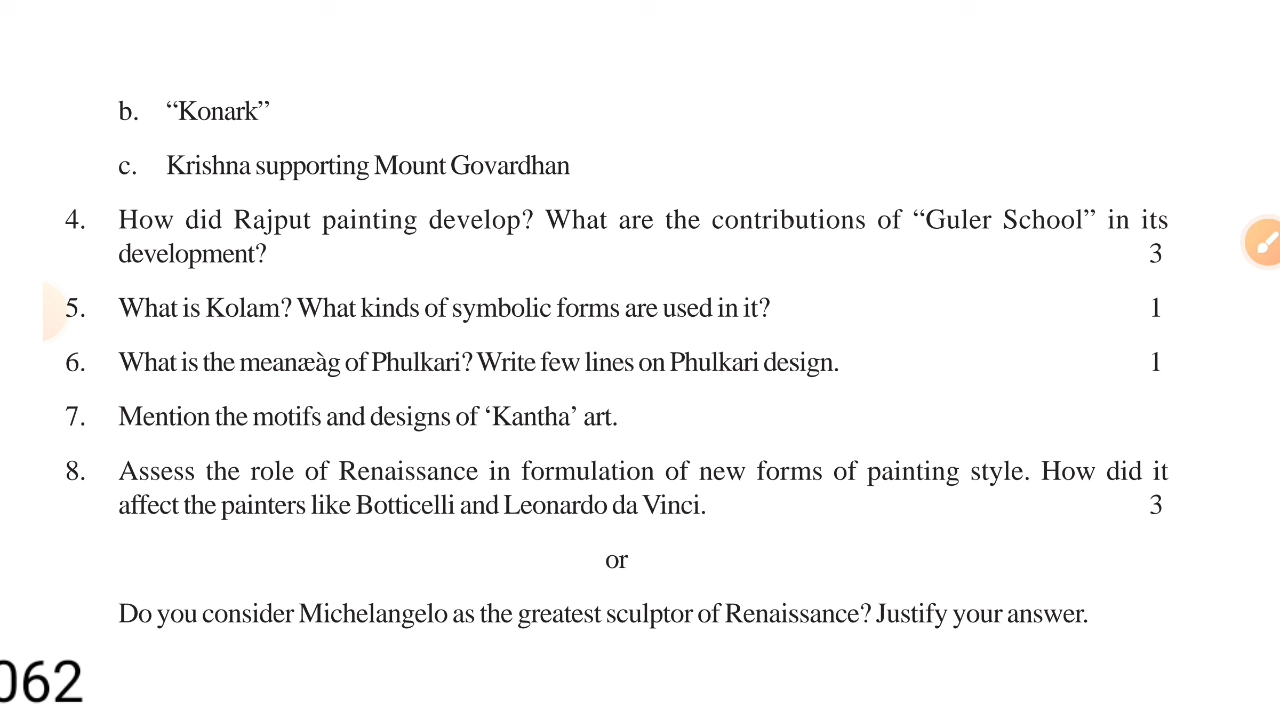 b. “Konark”
c. Krishna supporting Mount Govardhan
4. How did Rajput painting develop? What are the contributions of “Guler School” in its
development? 3
5. What is Kolam? What kinds of symbolic forms are used in it? 1
6. What is the meanæàg of Phulkari? Write few lines on Phulkari design. 1
7. Mention the motifs and designs of ‘Kantha’ art.
8. Assess the role of Renaissance in formulation of new forms of painting style. How did it
affect the painters like Botticelli and Leonardo da Vinci. 3
or
Do you consider Michelangelo as the greatest sculptor of Renaissance? Justify your answer.
062